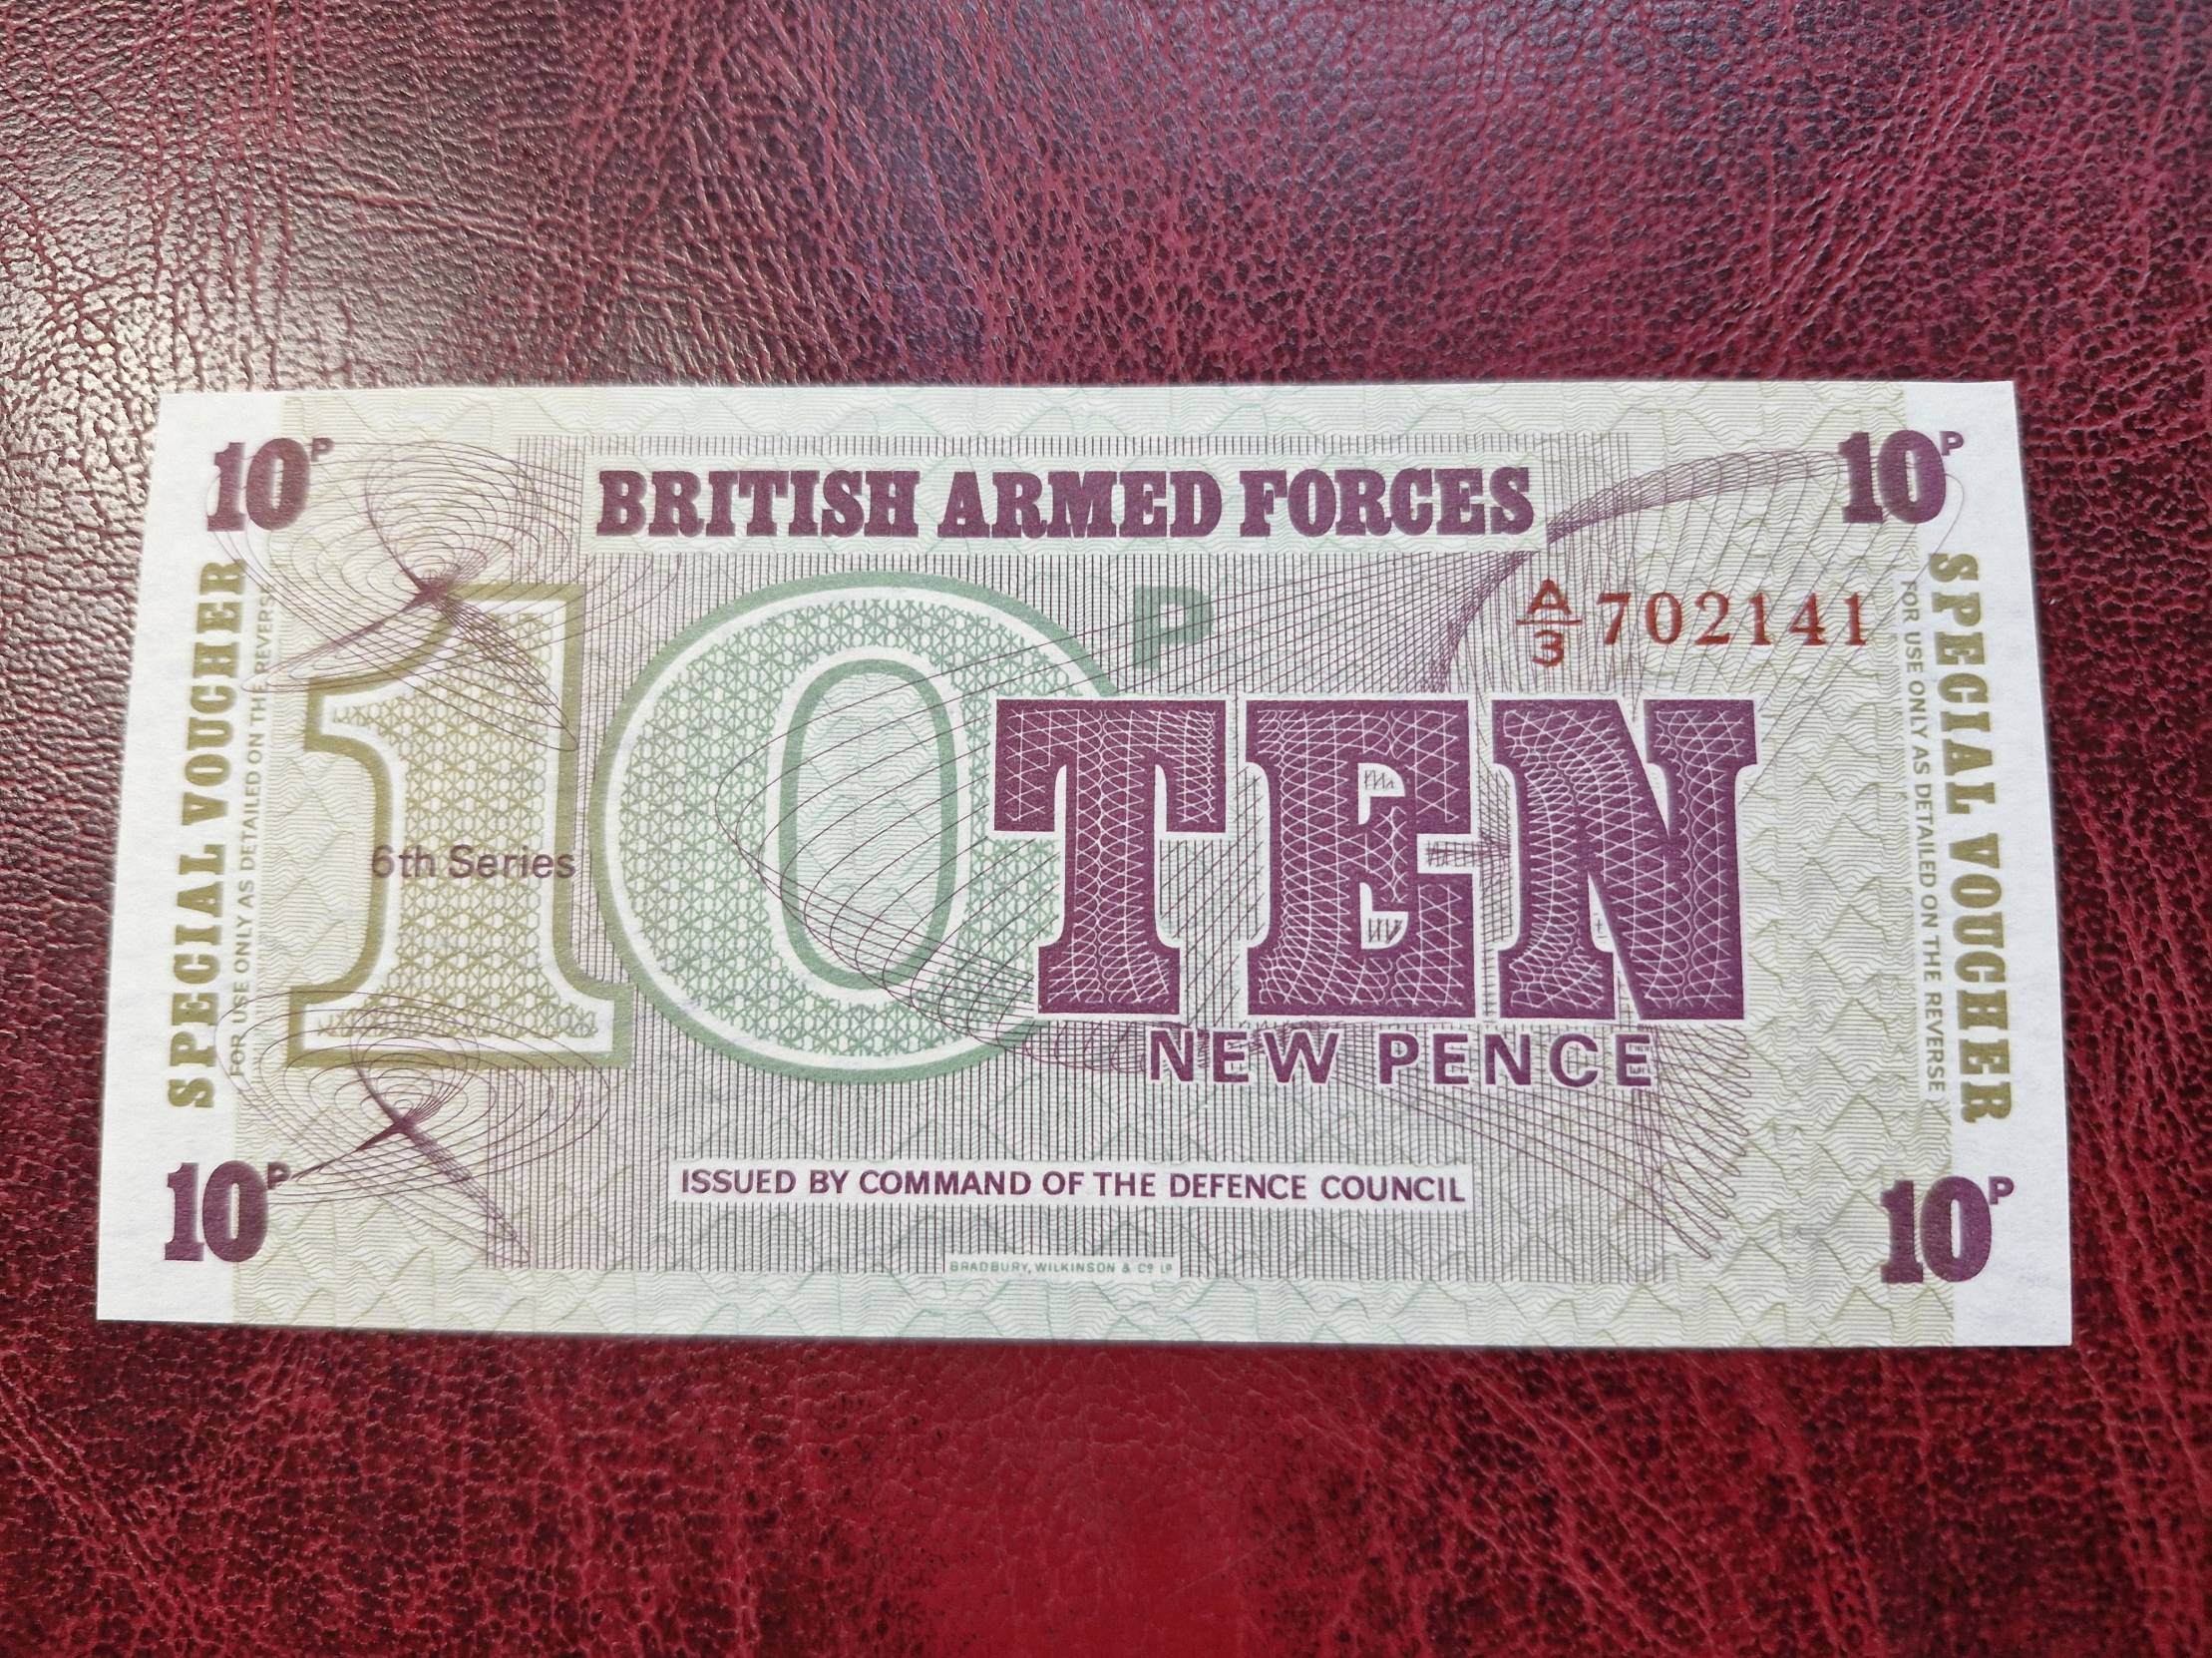 10P
10P
BRITISH ARMED FORCES
A/3 702141
SPECIAL VOUCHER
FOR USE ONLY AS DETAILED ON THE REVERSE
10P
6th Series
TEN
NEW PENCE
SPECIAL VOUCHER
FOR USE ONLY AS DETAILED ON THE REVERSE
ISSUED BY COMMAND OF THE DEFENCE COUNCIL
10P
10P
BRADBURY, WILKINSON & Cº Lº